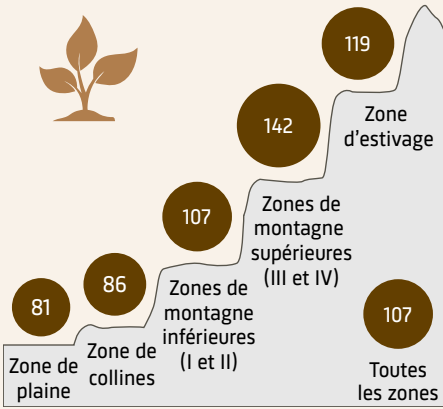 119
Zone
d’estivage
142
Zones de
montagne
supérieures
(III et IV)
107
Zones de
montagne
inférieures
(I et II)
86
Zone de
collines
81
Zone de
plaine
107
Toutes
les zones